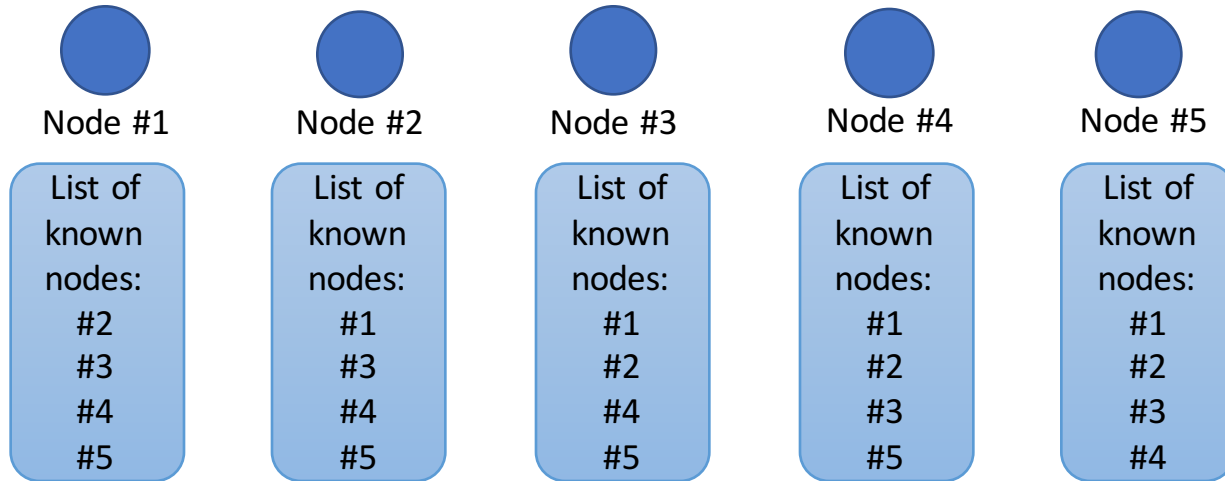 Node #1
Node #2
Node #3
Node #4
Node #5
List of
known
nodes:
#2
#3
#4
#5
List of
known
nodes:
#1
#3
#4
#5
List of
known
nodes:
#1
#2
#4
#5
List of
known
nodes:
#1
#2
#3
#5
List of
known
nodes:
#1
#2
#3
#4